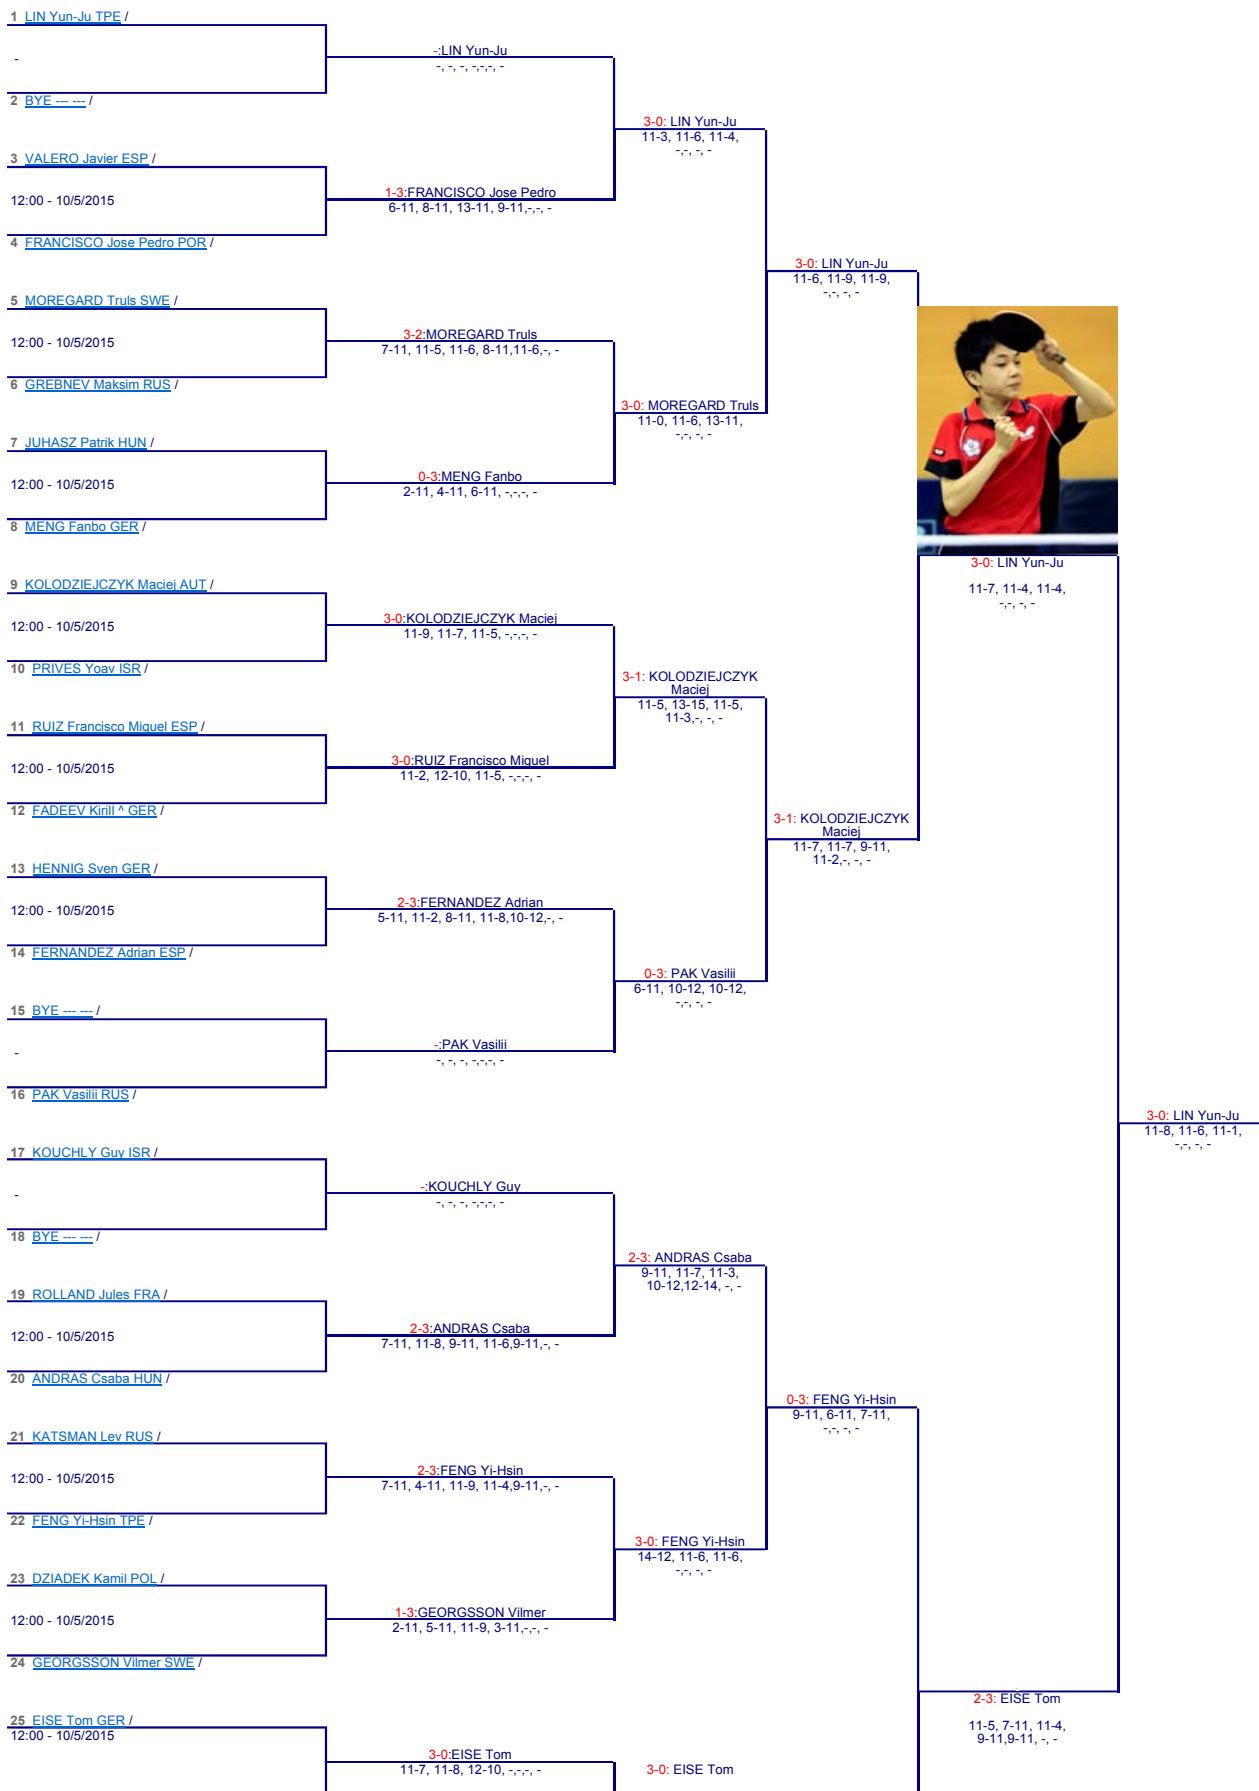 1 LIN Yun-Ju TPE /
-
2 BYE --- --- /
3 VALERO Javier ESP /
12:00 - 10/5/2015
4 FRANCISCO Jose Pedro POR /
5 MOREGARD Truls SWE /
12:00 - 10/5/2015
6 GREBNEV Maksim RUS /
7 JUHASZ Patrik HUN /
12:00 - 10/5/2015
8 MENG Fanbo GER /
9 KOLODZIEJCZYK Maciej AUT /
12:00 - 10/5/2015
10 PRIVES Yoav ISR /
11 RUIZ Francisco Miguel ESP /
12:00 - 10/5/2015
12 FADEEV Kirill ^ GER /
13 HENNIG Sven GER /
12:00 - 10/5/2015
14 FERNANDEZ Adrian ESP /
15 BYE --- --- /
-
16 PAK Vasilii RUS /
17 KOUCHLY Guy ISR /
-
18 BYE --- --- /
19 ROLLAND Jules FRA /
12:00 - 10/5/2015
20 ANDRAS Csaba HUN /
21 KATSMAN Lev RUS /
12:00 - 10/5/2015
22 FENG Yi-Hsin TPE /
23 DZIADEK Kamil POL /
12:00 - 10/5/2015
24 GEORGSSON Vilmer SWE /
25 EISE Tom GER /
12:00 - 10/5/2015
-:LIN Yun-Ju
-, -, -, -,-,-, -
1-3:FRANCISCO Jose Pedro
6-11, 8-11, 13-11, 9-11,-,-, -
3-2:MOREGARD Truls
7-11, 11-5, 11-6, 8-11,11-6,-, -
0-3:MENG Fanbo
2-11, 4-11, 6-11, -,-,-, -
3-0:KOLODZIEJCZYK Maciej
11-9, 11-7, 11-5, -,-,-, -
3-0:RUIZ Francisco Miguel
11-2, 12-10, 11-5, -,-,-, -
2-3:FERNANDEZ Adrian
5-11, 11-2, 8-11, 11-8,10-12,-, -
-:PAK Vasilii
-, -, -, -,-,-, -
-:KOUCHLY Guy
-, -, -, -,-,-, -
2-3:ANDRAS Csaba
7-11, 11-8, 9-11, 11-6,9-11,-, -
2-3:FENG Yi-Hsin
7-11, 4-11, 11-9, 11-4,9-11,-, -
1-3:GEORGSSON Vilmer
2-11, 5-11, 11-9, 3-11,-,-, -
3-0:EISE Tom
11-7, 11-8, 12-10, -,-,-, -
3-0: LIN Yun-Ju
11-3, 11-6, 11-4,
-,-, -, -
3-0: MOREGARD Truls
11-0, 11-6, 13-11,
-,-, -, -
3-1: KOLODZIEJCZYK
Maciej
11-5, 13-15, 11-5,
11-3,-, -, -
0-3: PAK Vasilii
6-11, 10-12, 10-12,
-,-, -, -
2-3: ANDRAS Csaba
9-11, 11-7, 11-3,
10-12,12-14, -, -
3-0: FENG Yi-Hsin
14-12, 11-6, 11-6,
-,-, -, -
3-0: EISE Tom
3-0: LIN Yun-Ju
11-6, 11-9, 11-9,
-,-, -, -
3-1: KOLODZIEJCZYK
Maciej
11-7, 11-7, 9-11,
11-2,-, -, -
0-3: FENG Yi-Hsin
9-11, 6-11, 7-11,
-,-, -, -
3-0: LIN Yun-Ju
11-7, 11-4, 11-4,
-,-, -, -
2-3: EISE Tom
11-5, 7-11, 11-4,
9-11,9-11, -, -
3-0: LIN Yun-Ju
11-8, 11-6, 11-1,
-,-, -, -